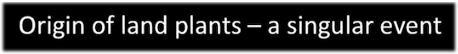 Origin of land plants – a singular event